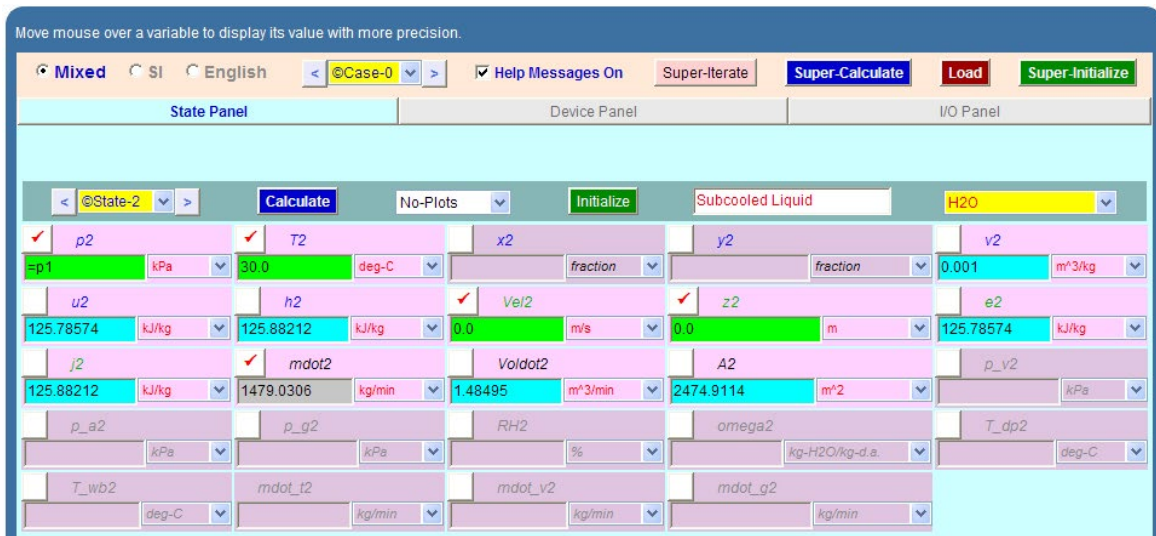 Move mouse over a variable to display its value with more precision.
Mixed SI English < ©Case-0 > Help Messages On Super-Iterate Super-Calculate Load Super-Initialize
State Panel Device Panel I/O Panel
< ©State-2 > Calculate No-Plots Initialize Subcooled Liquid H2O
p2 T2 x2 y2 v2
=p1 kPa 30.0 deg-C fraction fraction 0.001 m^3/kg
u2 h2 Vel2 z2 e2
125.78574 kJ/kg 125.88212 kJ/kg 0.0 m/s 0.0 m 125.78574 kJ/kg
j2 mdot2 Voldot2 A2 p_v2
125.88212 kJ/kg 1479.0306 kg/min 1.48495 m^3/min 2474.9114 m^2 kPa
p_a2 p_g2 RH2 omega2 T_dp2
kPa kPa % kg-H2O/kg-d.a. deg-C
T_wb2 mdot_t2 mdot_v2 mdot_g2
deg-C kg/min kg/min kg/min